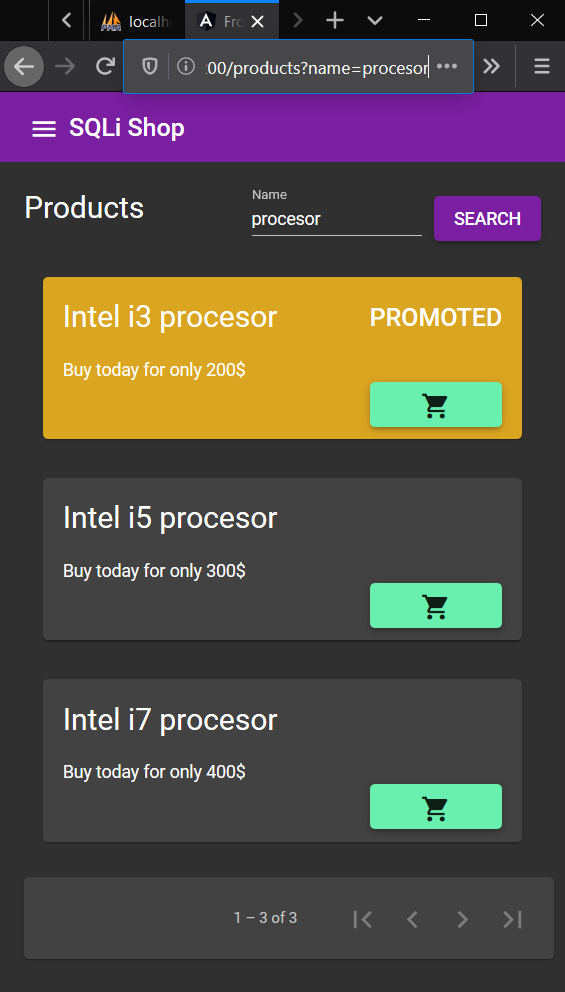 localh
Fro
:00/products?name=procesor
SQLi Shop
Products
Name
procesor
SEARCH
Intel i3 procesor
PROMOTED
Buy today for only 200$
Intel i5 procesor
Buy today for only 300$
Intel i7 procesor
Buy today for only 400$
1 – 3 of 3